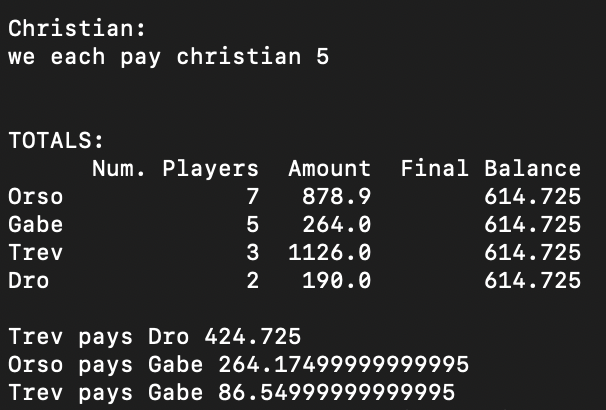 Christian:
we each pay christian 5
TOTALS:
Num. Players Amount Final Balance
Orso 7 878.9 614.725
Gabe 5 264.0 614.725
Trev 3 1126.0 614.725
Dro 2 190.0 614.725
Trev pays Dro 424.725
Orso pays Gabe 264.17499999999995
Trev pays Gabe 86.54999999999995